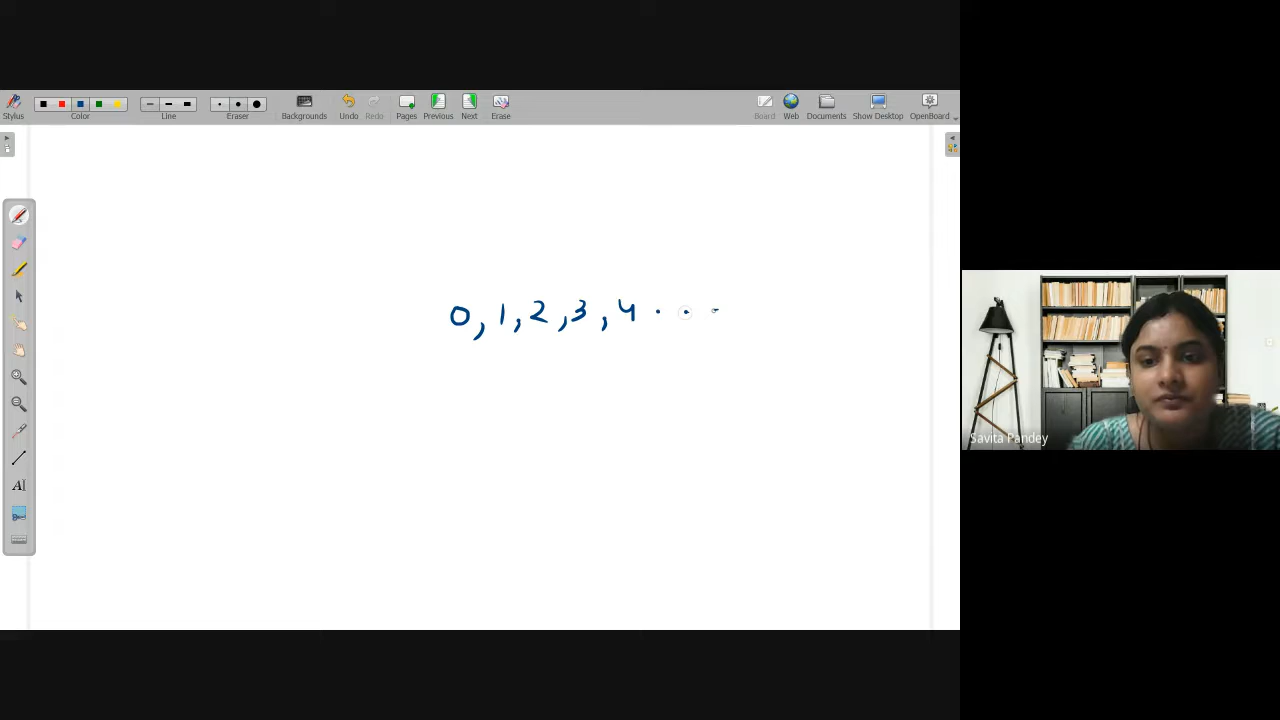 Stylus
Color
Line
Eraser
Backgrounds
Undo
Redo
Pages
Previous
Next
Erase
Board
Web
Documents
Show Desktop
OpenBoard
0, 1, 2, 3, 4 . . .
AI
Savita Pandey